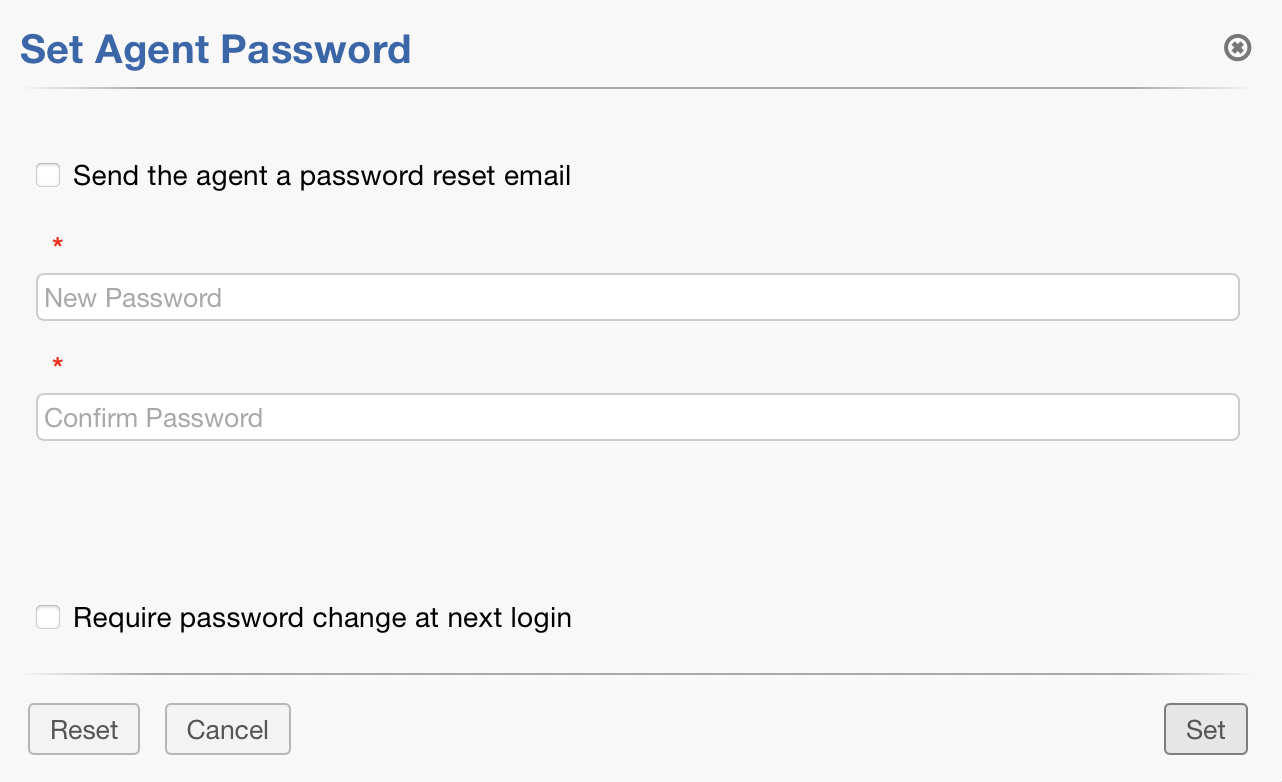 Set Agent Password
Send the agent a password reset email
*
New Password
*
Confirm Password
Require password change at next login
Reset Cancel Set